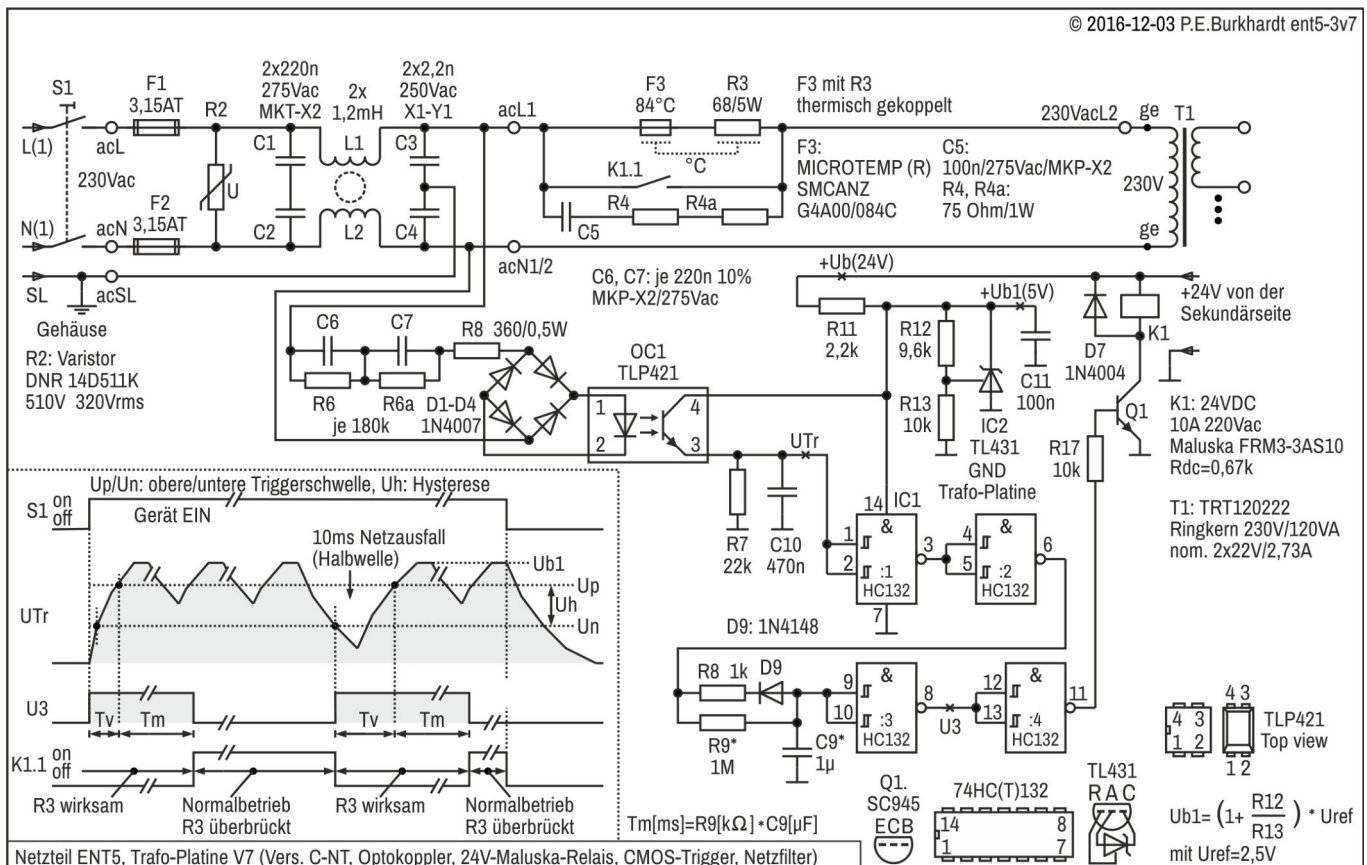 © 2016-12-03 P.E.Burkhardt ent5-3v7
S1
F1
3,15AT
R2
2x220n
275Vac
MKT-X2
2x
1,2mH
2x2,2n
250Vac
X1-Y1
acL1
F3
84°C
R3
68/5W
F3 mit R3
thermisch gekoppelt
230VacL2
ge
T1
L(1)
acL
C1
L1
C3
230Vac
U
°C
K1.1
F3:
MICROTEMP (R)
SMCANZ
G4A00/084C
C5:
100n/275Vac/MKP-X2
R4, R4a:
75 Ohm/1W
230V
F2
3,15AT
N(1)
acN
C2
L2
C4
C5
R4
R4a
ge
acN1/2
SL
acSL
Gehäuse
C6, C7: je 220n 10%
MKP-X2/275Vac
+Ub(24V)
+Ub1(5V)
+24V von der
Sekundärseite
R2: Varistor
DNR 14D511K
510V 320Vrms
C6
C7
R8 360/0,5W
R6
R6a
je 180k
D1-D4
1N4007
OC1
TLP421
1
2
4
3
R11
2,2k
R12
9,6k
R13
10k
IC2
TL431
GND
Trafo-Platine
C11
100n
D7
1N4004
K1
Q1
R17
10k
K1: 24VDC
10A 220Vac
Maluska FRM3-3AS10
Rdc=0,67k
T1: TRT120222
Ringkern 230V/120VA
nom. 2x22V/2,73A
UTr
R7
22k
C10
470n
14
IC1
&
1
2
:1
HC132
3
7
&
4
5
:2
HC132
6
Up/Un: obere/untere Triggerschwelle, Uh: Hysterese
S1 on
off
Gerät EIN
10ms Netzausfall
(Halbwelle)
Ub1
Up
Uh
Un
UTr
U3
Tv
Tm
Tv
Tm
K1.1 on
off
R3 wirksam
Normalbetrieb
R3 überbrückt
R3 wirksam
Normalbetrieb
R3 überbrückt
D9: 1N4148
R8 1k
D9
R9*
1M
C9*
1µ
&
9
10
:3
HC132
8
U3
&
12
13
:4
HC132
11
Tm[ms]=R9[kΩ]*C9[µF]
Q1.
SC945
ECB
74HC(T)132
14
8
1
7
TL431
R A C
4 3
1 2
4 3
1 2
TLP421
Top view
Ub1= (1+ R12/R13) * Uref
mit Uref=2,5V
Netzteil ENT5, Trafo-Platine V7 (Vers. C-NT, Optokoppler, 24V-Maluska-Relais, CMOS-Trigger, Netzfilter)